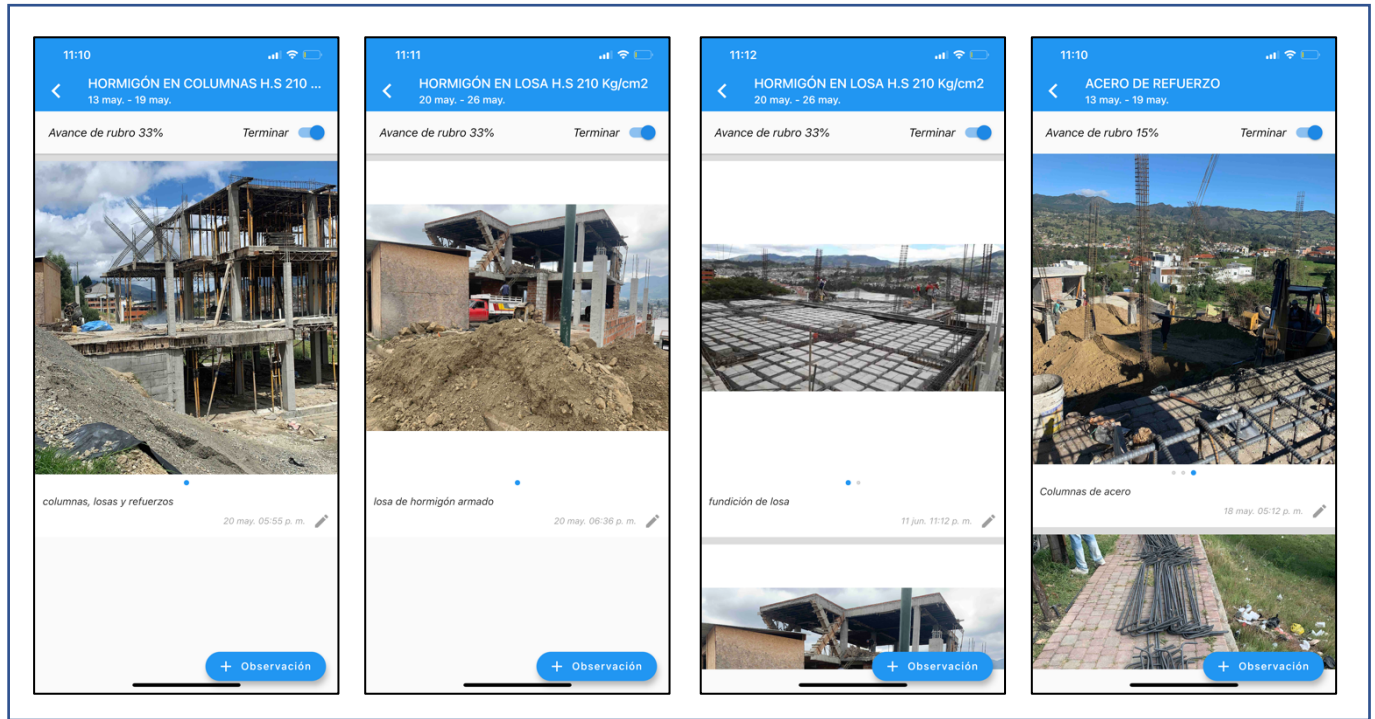 11:10
HORMIGÓN EN COLUMNAS H.S 210 ...
13 may. - 19 may.
Avance de rubro 33%
Terminar
columnas, losas y refuerzos
20 may. 05:55 p. m.
+ Observación
11:11
HORMIGÓN EN LOSA H.S 210 Kg/cm2
20 may. - 26 may.
Avance de rubro 33%
Terminar
losa de hormigón armado
20 may. 06:36 p. m.
+ Observación
11:12
HORMIGÓN EN LOSA H.S 210 Kg/cm2
20 may. - 26 may.
Avance de rubro 33%
Terminar
fundición de losa
11 jun. 11:12 p. m.
+ Observación
11:10
ACERO DE REFUERZO
13 may. - 19 may.
Avance de rubro 15%
Terminar
Columnas de acero
18 may. 05:12 p. m.
+ Observación